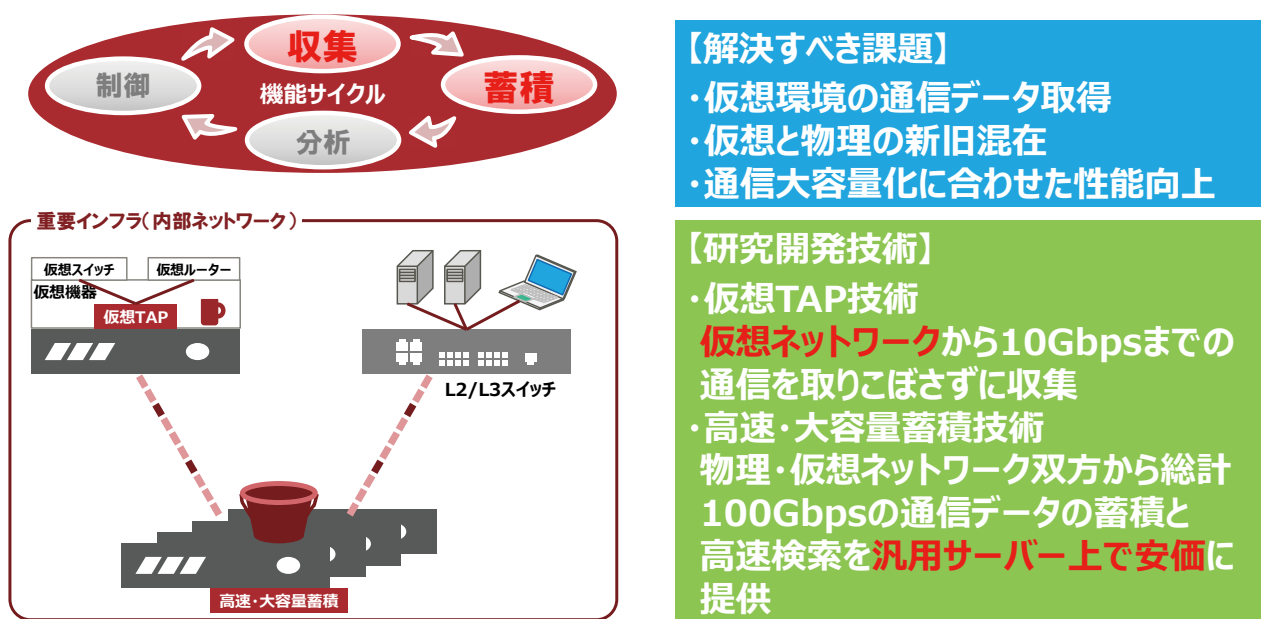 収集
制御
機能サイクル
蓄積
分析
重要インフラ(内部ネットワーク)
仮想スイッチ
仮想ルーター
仮想機器
仮想TAP
L2/L3スイッチ
高速・大容量蓄積
【解決すべき課題】
・仮想環境の通信データ取得
・仮想と物理の新旧混在
・通信大容量化に合わせた性能向上
【研究開発技術】
・仮想TAP技術
仮想ネットワークから10Gbpsまでの
通信を取りこぼさずに収集
・高速・大容量蓄積技術
物理・仮想ネットワーク双方から総計
100Gbpsの通信データの蓄積と
高速検索を汎用サーバー上で安価に
提供